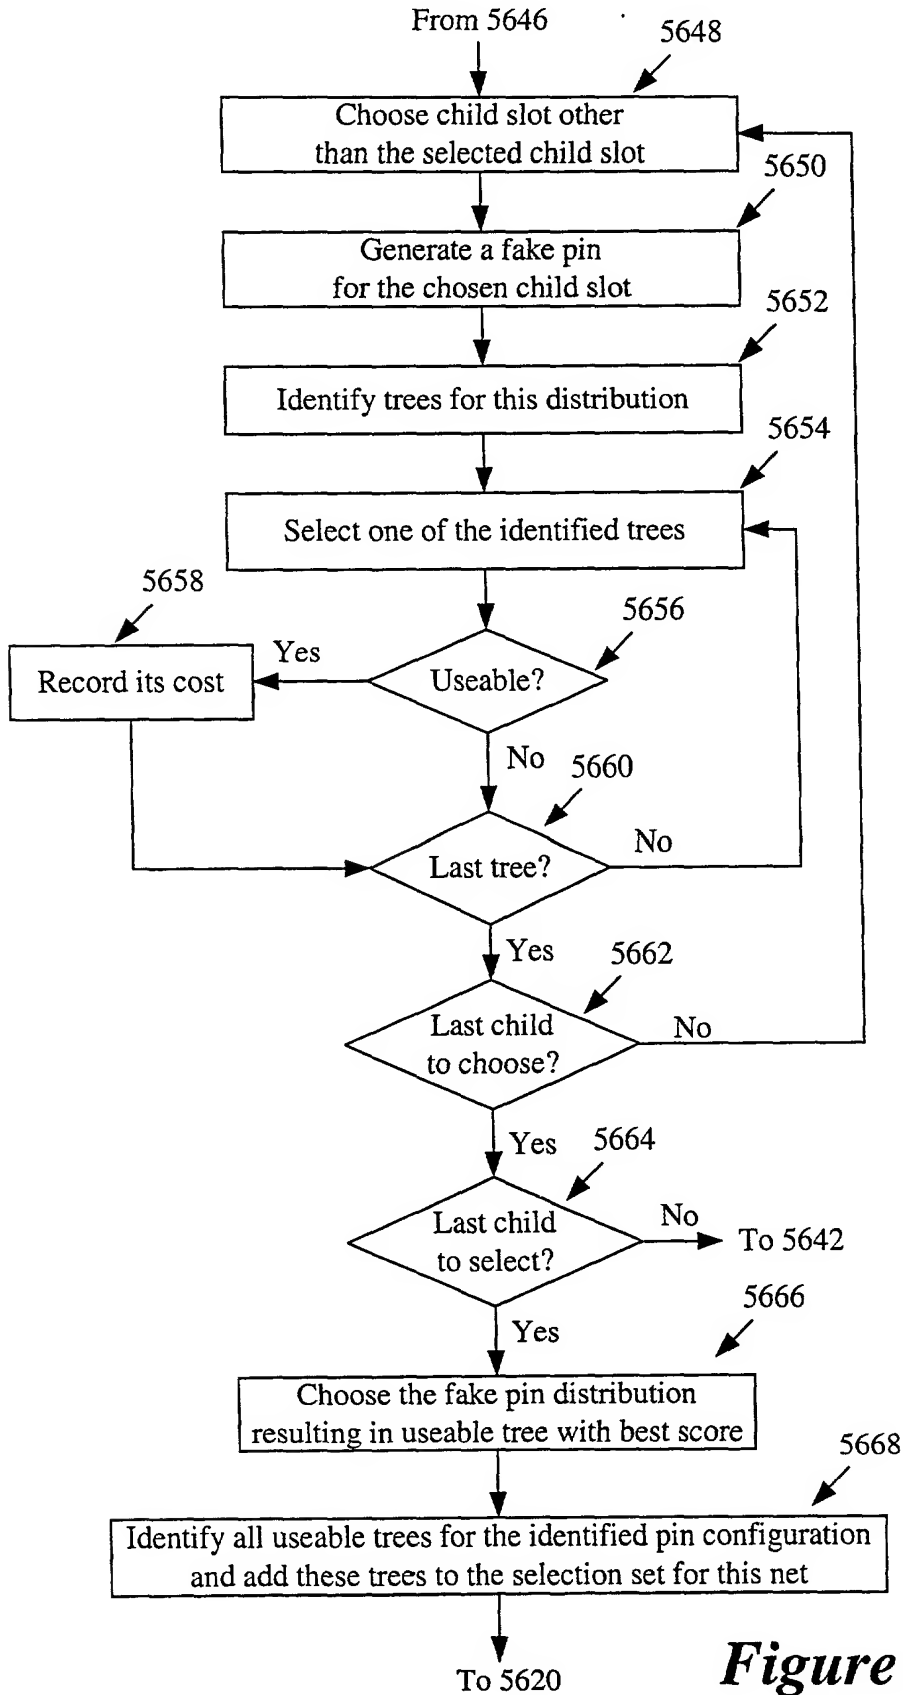 From 5646
5648
Choose child slot other
than the selected child slot
5650
Generate a fake pin
for the chosen child slot
5652
Identify trees for this distribution
5654
Select one of the identified trees
5658
5656
Yes
Record its cost
Useable?
No
5660
Last tree?
No
Yes
5662
Last child
to choose?
No
Yes
5664
Last child
to select?
No
To 5642
5666
Yes
Choose the fake pin distribution
resulting in useable tree with best score
5668
Identify all useable trees for the identified pin configuration
and add these trees to the selection set for this net
To 5620
Figure